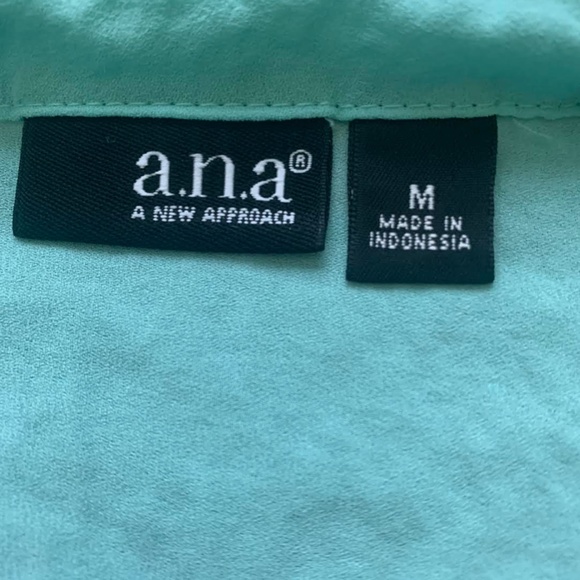 a.n.a®
A NEW APPROACH
M
MADE IN
INDONESIA